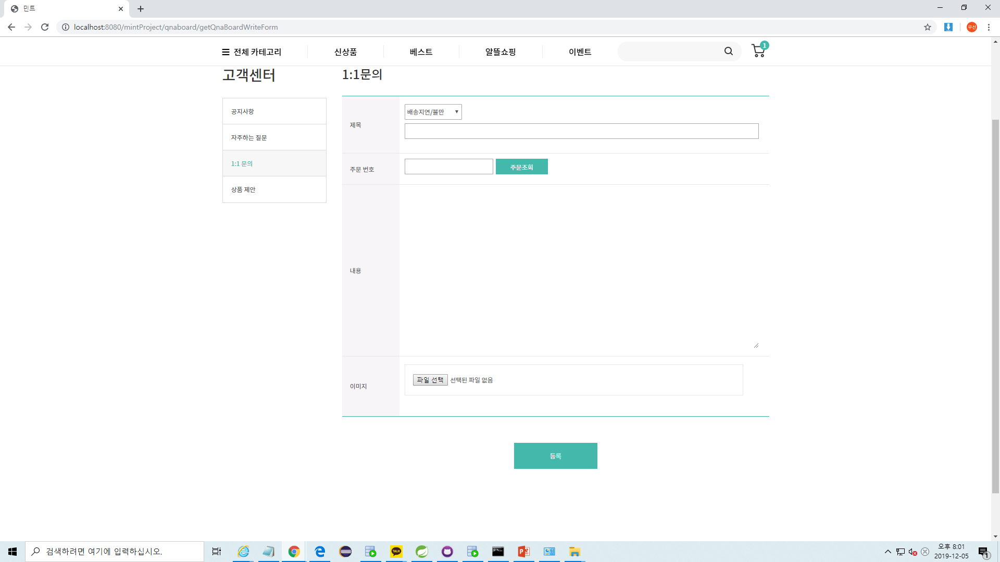 민트
localhost:8080/mintProject/qnaboard/getQnaBoardWriteForm
우선
전체 카테고리
신상품
베스트
알뜰쇼핑
이벤트
1
고객센터
공지사항
자주하는 질문
1:1 문의
상품 제안
1:1문의
제목
배송지연/불만
주문 번호
주문조회
내용
이미지
파일 선택 선택된 파일 없음
등록
검색하려면 여기에 입력하십시오.
TALK
오후 8:01
2019-12-05
1